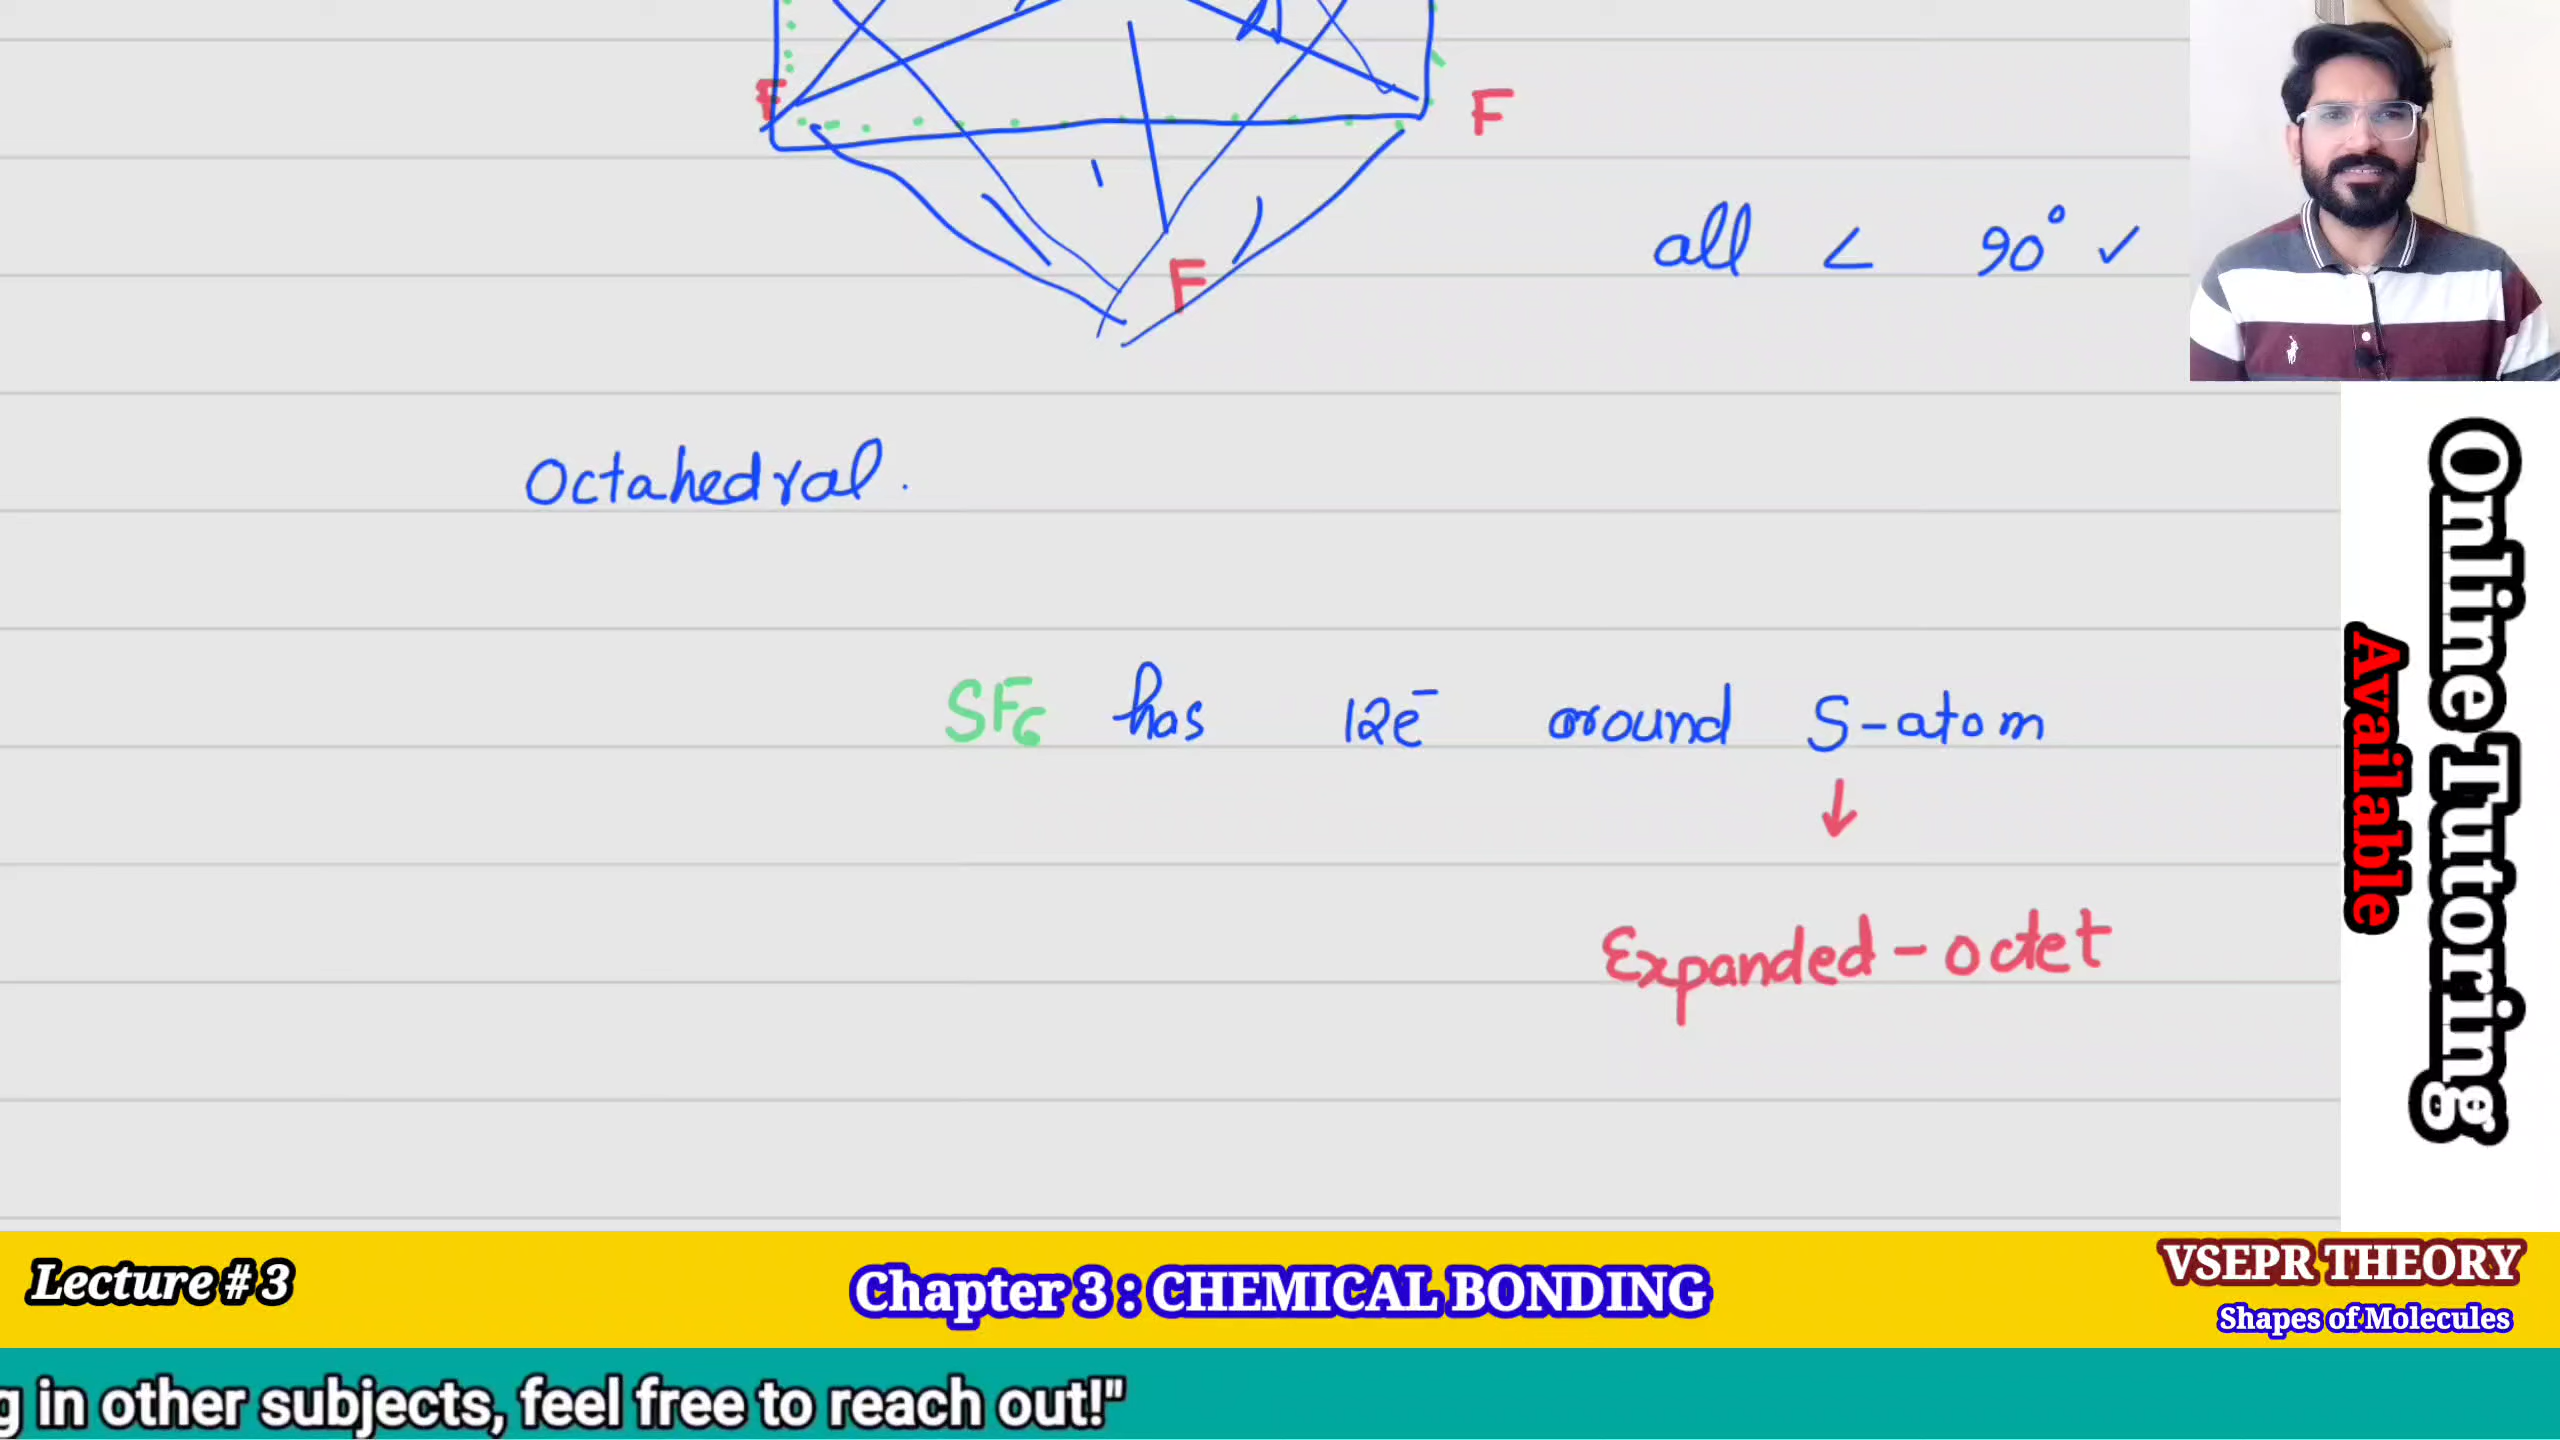 F
F
F
all < 90° ✓
Octahedral.
SF₆ has 12e⁻ around S-atom
↓
Expanded-octet
Online Tutoring
Available
Lecture # 3
Chapter 3 : CHEMICAL BONDING
VSEPR THEORY
Shapes of Molecules
g in other subjects, feel free to reach out!"